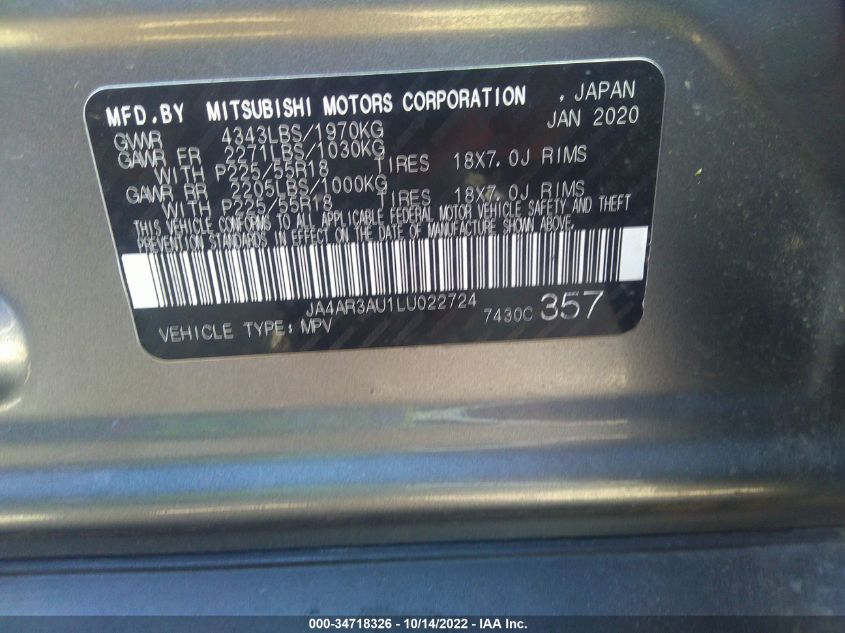 MFD.BY MITSUBISHI MOTORS CORPORATION , JAPAN
GVWR 4343LBS/1970KG JAN 2020
GAWR FR 2271LBS/1030KG
WITH P225/55R18 TIRES 18X7.0J RIMS
GAWR RR 2205LBS/1000KG
WITH P225/55R18 TIRES 18X7.0J RIMS
THIS VEHICLE CONFORMS TO ALL APPLICABLE FEDERAL MOTOR VEHICLE SAFETY AND THEFT
PREVENTION STANDARDS IN EFFECT ON THE DATE OF MANUFACTURE SHOWN ABOVE.
JA4AR3AU1LU022724
VEHICLE TYPE: MPV 7430C 357
000-34718326 - 10/14/2022 - IAA Inc.